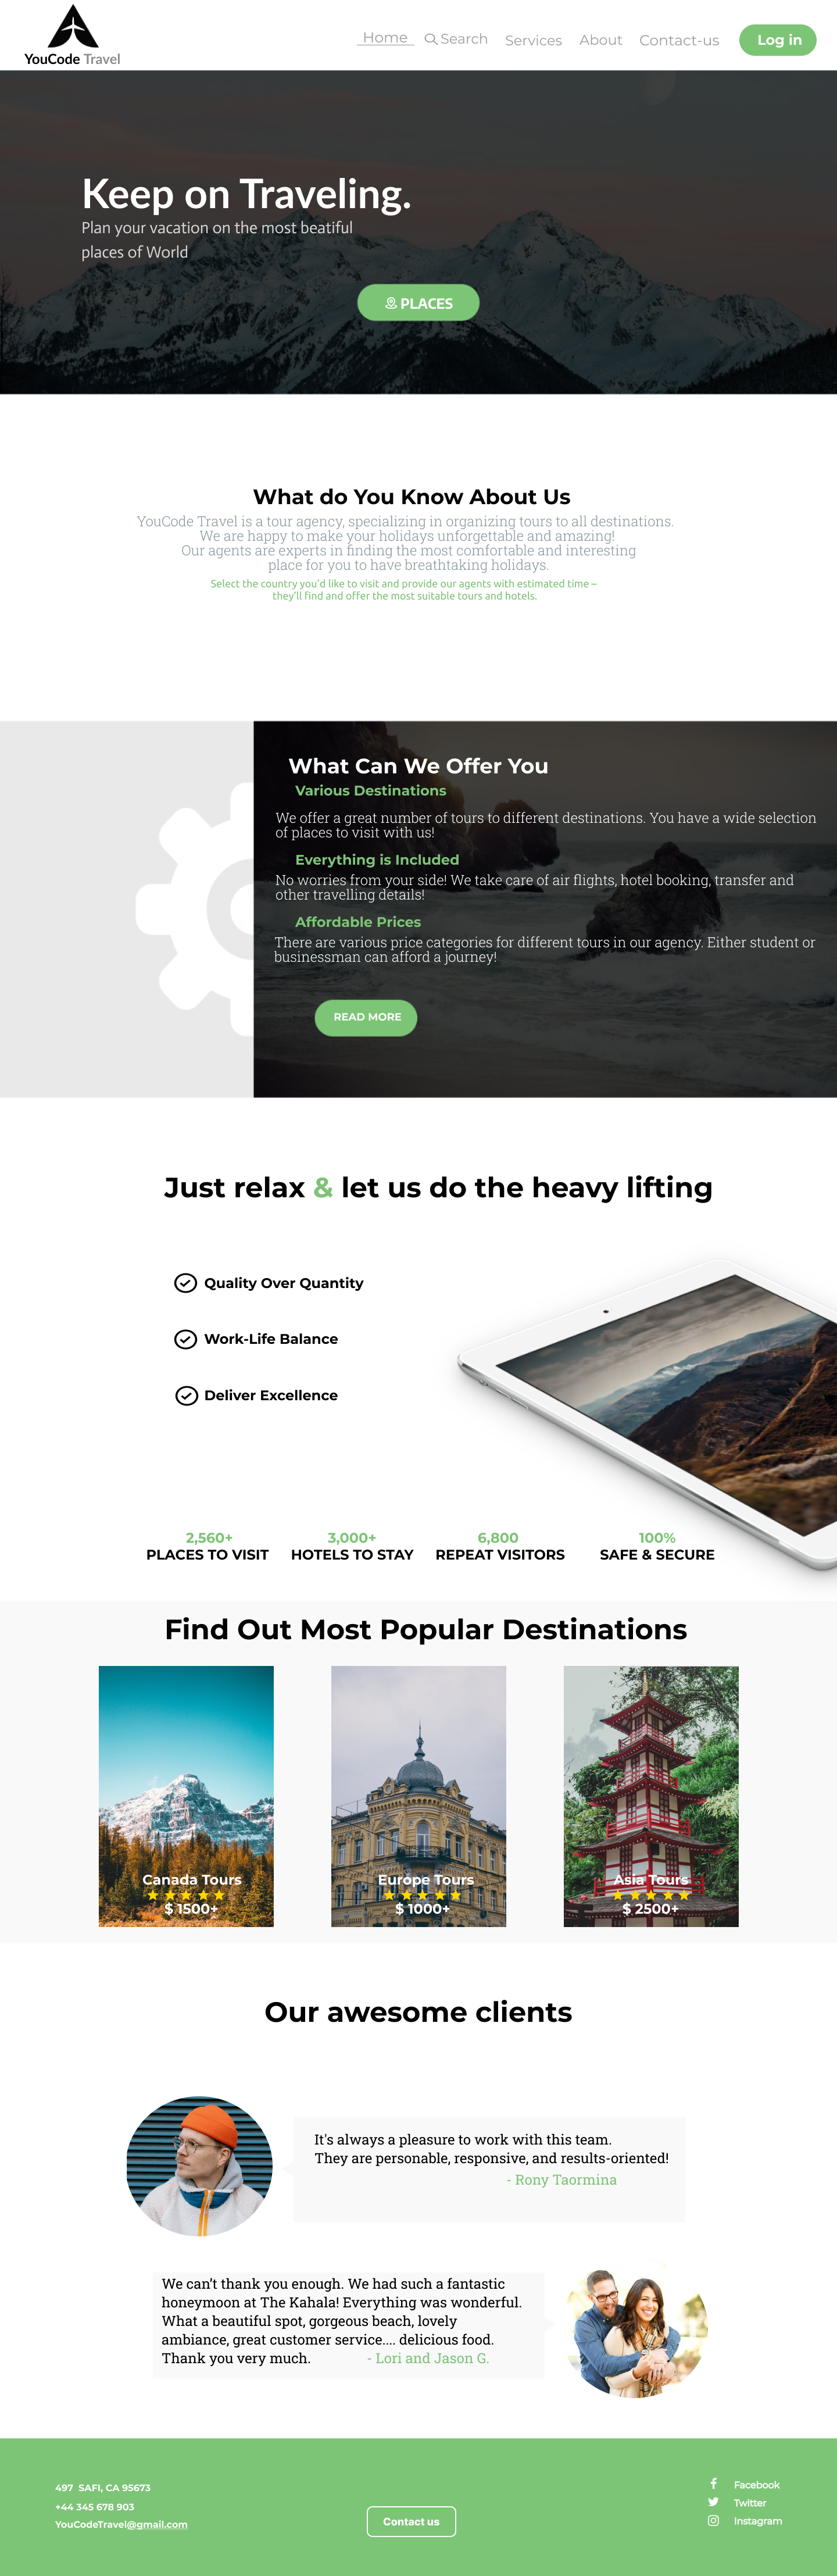 YouCode Travel
Home
Search
Services
About
Contact-us
Log in
Keep on Traveling.
Plan your vacation on the most beatiful
places of World
PLACES
What do You Know About Us
YouCode Travel is a tour agency, specializing in organizing tours to all destinations.
We are happy to make your holidays unforgettable and amazing!
Our agents are experts in finding the most comfortable and interesting
place for you to have breathtaking holidays.
Select the country you'd like to visit and provide our agents with estimated time –
they'll find and offer the most suitable tours and hotels.
What Can We Offer You
Various Destinations
We offer a great number of tours to different destinations. You have a wide selection
of places to visit with us!
Everything is Included
No worries from your side! We take care of air flights, hotel booking, transfer and
other travelling details!
Affordable Prices
There are various price categories for different tours in our agency. Either student or
businessman can afford a journey!
READ MORE
Just relax & let us do the heavy lifting
Quality Over Quantity
Work-Life Balance
Deliver Excellence
2,560+
PLACES TO VISIT
3,000+
HOTELS TO STAY
6,800
REPEAT VISITORS
100%
SAFE & SECURE
Find Out Most Popular Destinations
Canada Tours
$ 1500+
Europe Tours
$ 1000+
Asia Tours
$ 2500+
Our awesome clients
It's always a pleasure to work with this team.
They are personable, responsive, and results-oriented!
- Rony Taormina
We can't thank you enough. We had such a fantastic
honeymoon at The Kahala! Everything was wonderful.
What a beautiful spot, gorgeous beach, lovely
ambiance, great customer service.... delicious food.
Thank you very much. - Lori and Jason G.
497 SAFI, CA 95673
+44 345 678 903
YouCodeTravel@gmail.com
Contact us
Facebook
Twitter
Instagram